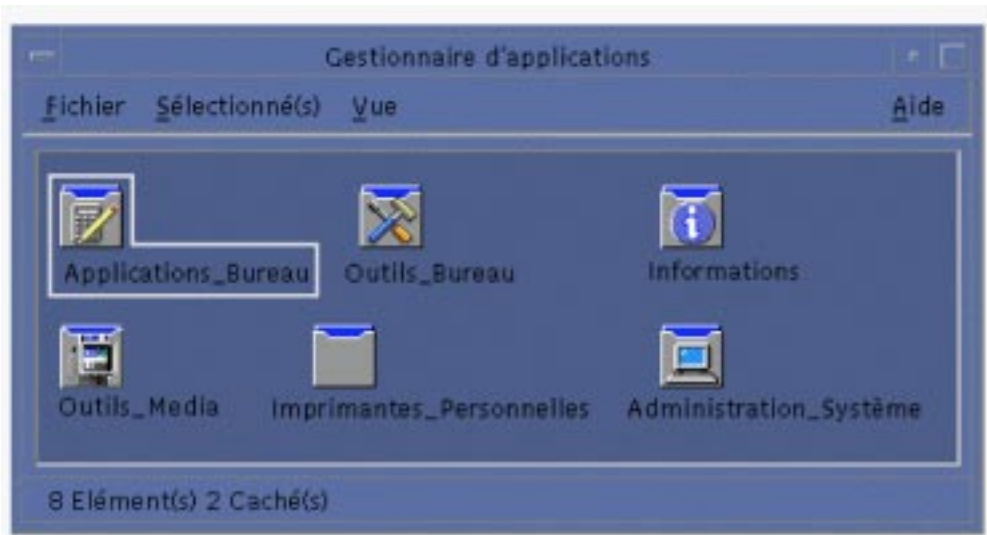 Gestionnaire d'applications
Fichier Sélectionné(s) Vue Aide
Applications_Bureau Outils_Bureau Informations
Outils_Media Imprimantes_Personnelles Administration_Système
8 Elément(s) 2 Caché(s)